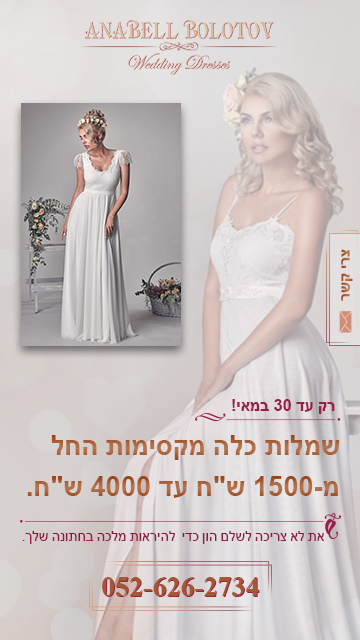 ANABELL BOLOTOV
Wedding Dresses
צרי קשר
רק עד 30 במאי!
שמלות כלה מקסימות החל
מ-1500 ש"ח עד 4000 ש"ח.
את לא צריכה לשלם הון כדי להיראות מלכה בחתונה שלך.
052-626-2734